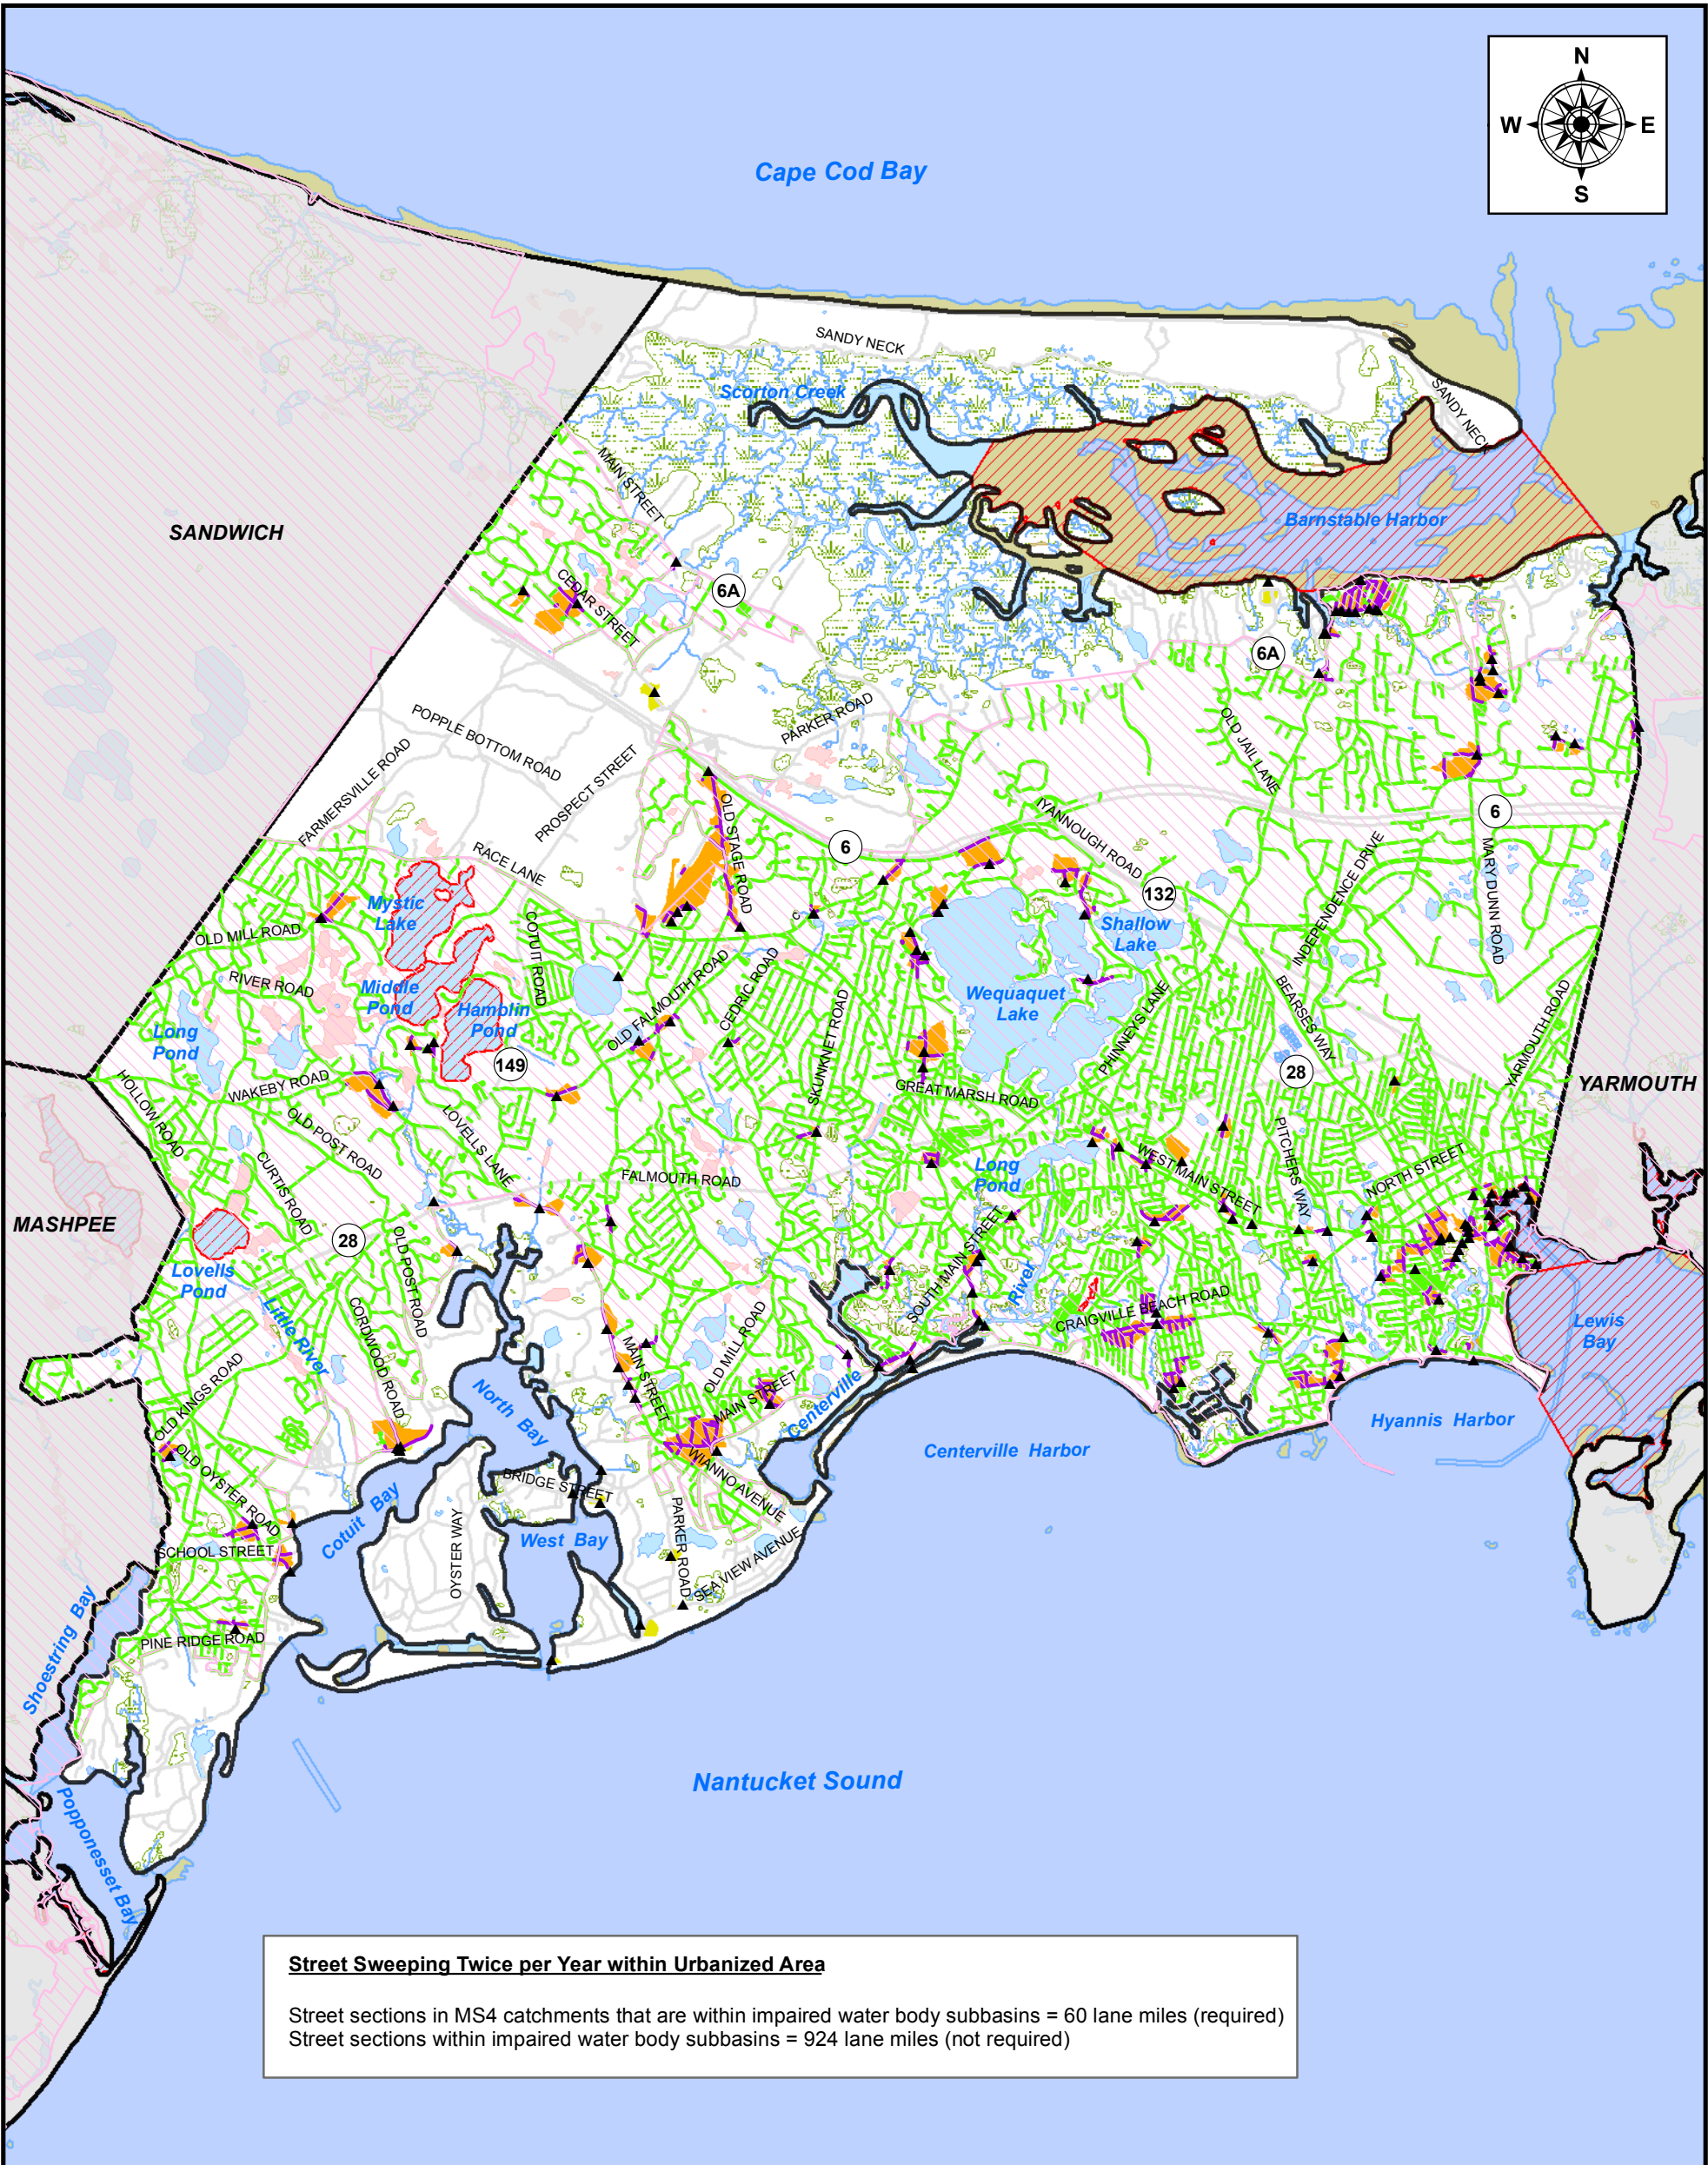 N
W
E
S
Cape Cod Bay
SANDY NECK
Scorton Creek
SANDY NECK
MAIN STREET
Barnstable Harbor
SANDWICH
CEDAR STREET
6A
6A
PARKER ROAD
POPPLE BOTTOM ROAD
OLD JAIL LANE
FARMERSVILLE ROAD
PROSPECT STREET
OLD STAGE ROAD
IYANNOUGH ROAD
6
6
RACE LANE
INDEPENDENCE DRIVE
MARY DUNN ROAD
132
Mystic
Lake
COTUIT ROAD
Shallow
Lake
OLD MILL ROAD
RIVER ROAD
Middle
Pond
Hamblin
Pond
OLD FALMOUTH ROAD
CEDRIC ROAD
SKUNKNET ROAD
Wequaquet
Lake
PHINNEYS LANE
BEARSES WAY
YARMOUTH ROAD
Long
Pond
149
28
YARMOUTH
HOLLOW ROAD
WAKEBY ROAD
GREAT MARSH ROAD
OLD POST ROAD
LOVELLS LANE
PITCHERS WAY
CURTIS ROAD
FALMOUTH ROAD
Long
Pond
WEST MAIN STREET
NORTH STREET
MASHPEE
28
OLD POST ROAD
SOUTH MAIN STREET
Lovells
Pond
River
Little River
CORDWOOD ROAD
CRAIGVILLE BEACH ROAD
Lewis
Bay
MAIN STREET
OLD MILL ROAD
OLD KINGS ROAD
North Bay
MAIN STREET
Centerville
Hyannis Harbor
Centerville Harbor
OLD OYSTER ROAD
WIANNO AVENUE
BRIDGE STREET
Cotuit Bay
OYSTER WAY
West Bay
PARKER ROAD
SEA VIEW AVENUE
SCHOOL STREET
PINE RIDGE ROAD
Shoestring Bay
Nantucket Sound
Popponesset Bay
Street Sweeping Twice per Year within Urbanized Area
Street sections in MS4 catchments that are within impaired water body subbasins = 60 lane miles (required)
Street sections within impaired water body subbasins = 924 lane miles (not required)